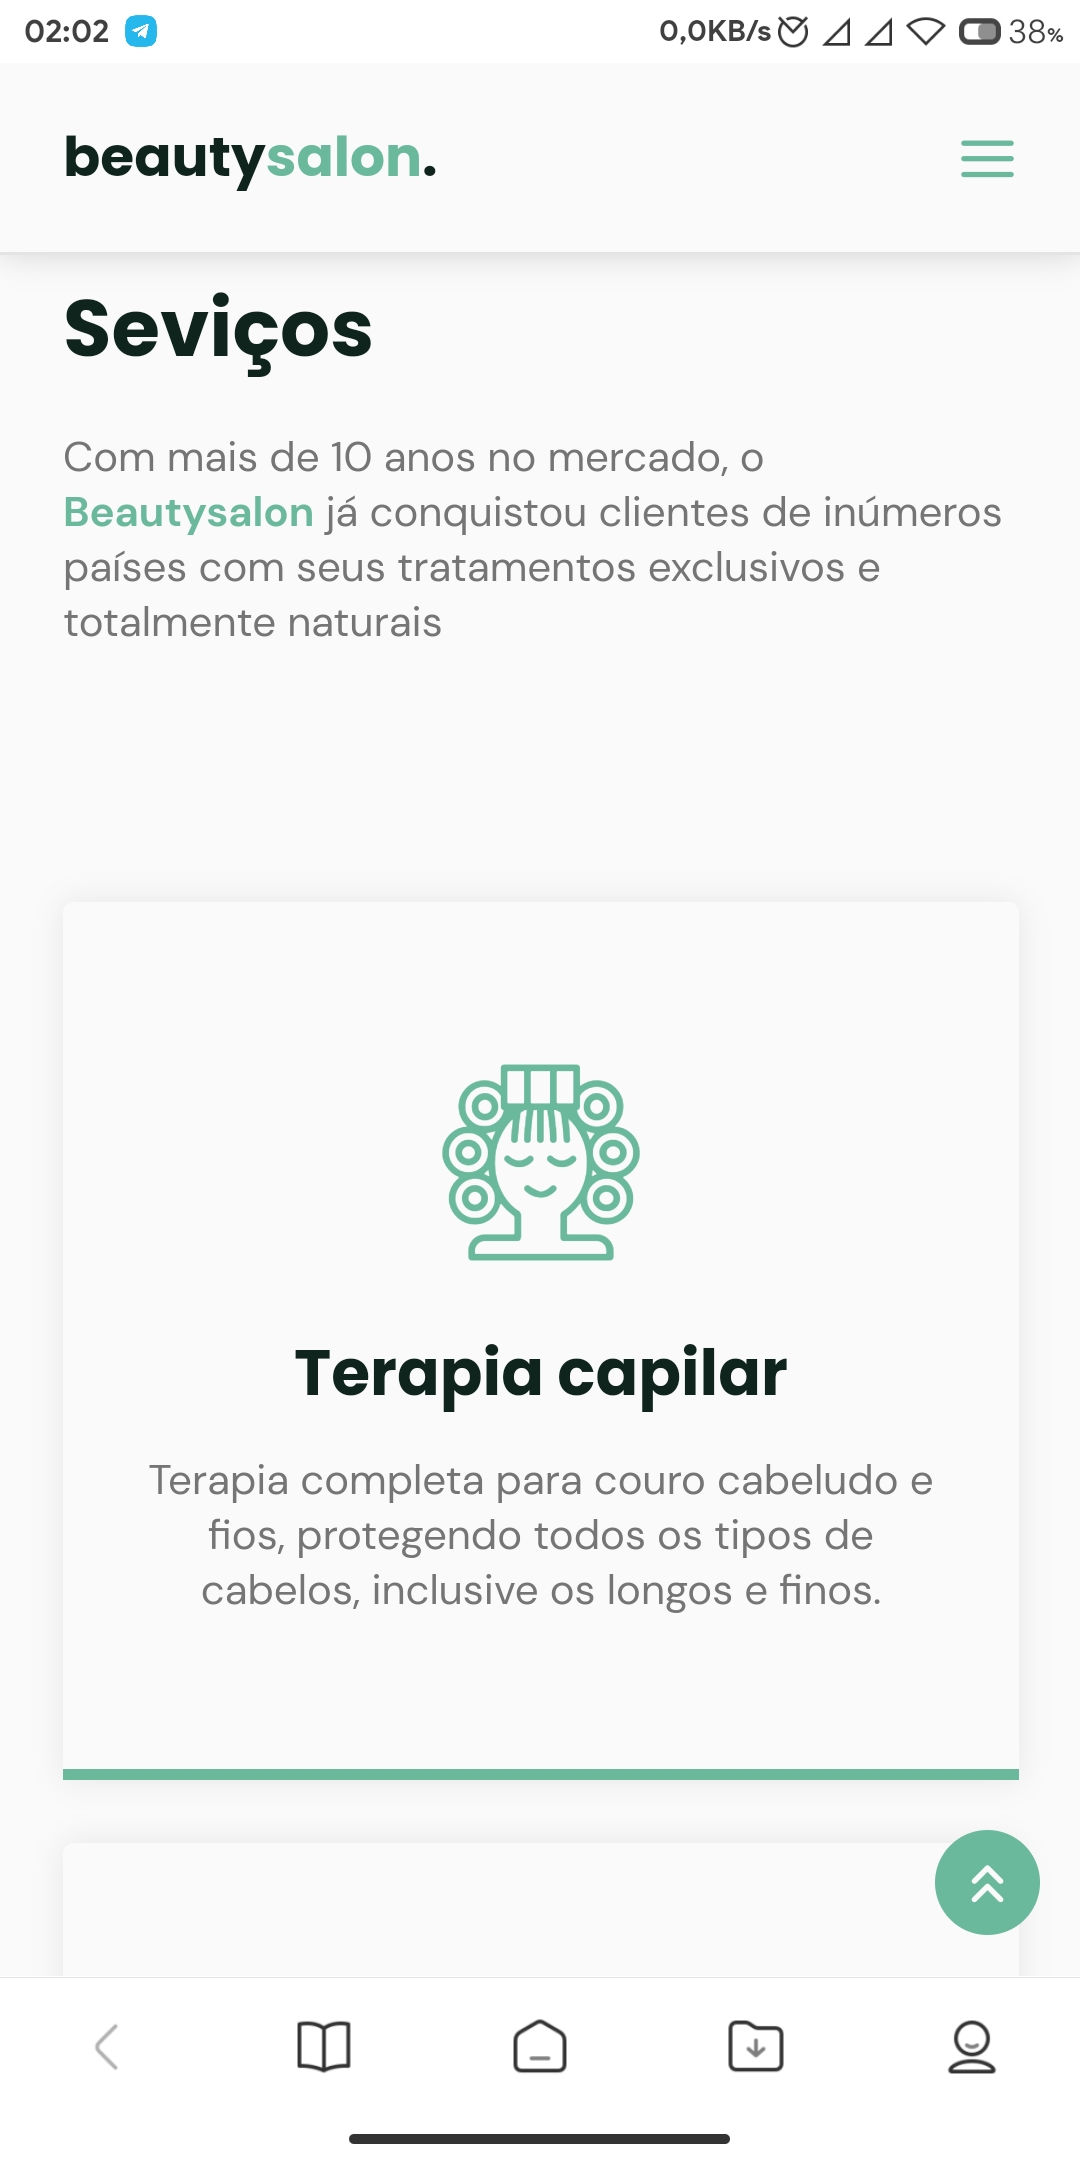 02:02
0,0KB/s
38%
beautysalon.
Seviços
Com mais de 10 anos no mercado, o
Beautysalon já conquistou clientes de inúmeros
países com seus tratamentos exclusivos e
totalmente naturais
Terapia capilar
Terapia completa para couro cabeludo e
fios, protegendo todos os tipos de
cabelos, inclusive os longos e finos.